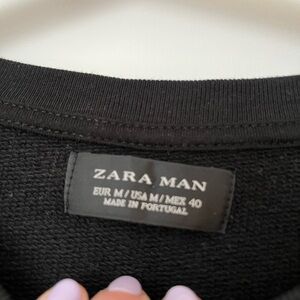 ZARA MAN
EUR M / USA M / MEX 40
MADE IN PORTUGAL